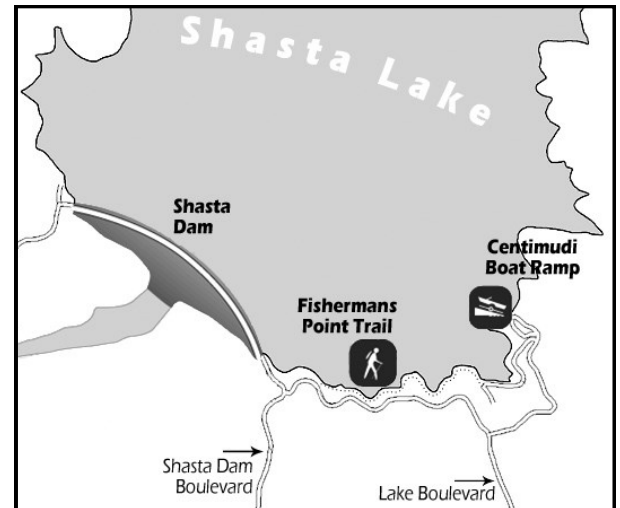 Shasta Lake
Shasta
Dam
Centimudi
Boat Ramp
Fishermans
Point Trail
Shasta Dam
Boulevard
Lake Boulevard